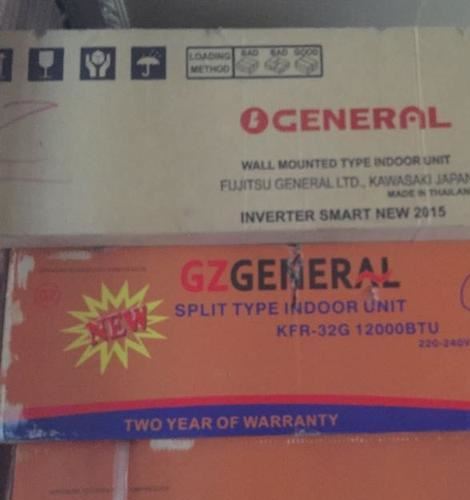 LOADING BAD BAD GOOD
METHOD
GENERAL
WALL MOUNTED TYPE INDOOR UNIT
FUJITSU GENERAL LTD., KAWASAKI JAPAN
MADE IN THAILAN
INVERTER SMART NEW 2015
GZGENERAL
NEW
SPLIT TYPE INDOOR UNIT
KFR-32G 12000BTU
220-240V
TWO YEAR OF WARRANTY